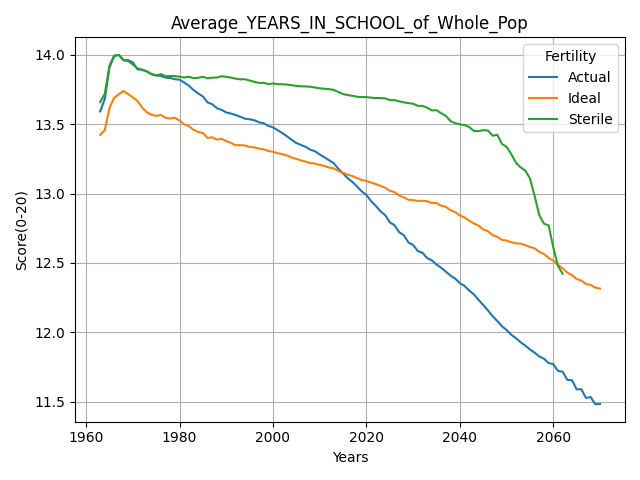 Average_YEARS_IN_SCHOOL_of_Whole_Pop
Fertility
Actual
Ideal
Sterile
Score(0-20)
14.0
13.5
13.0
12.5
12.0
11.5
1960
1980
2000
2020
2040
2060
Years